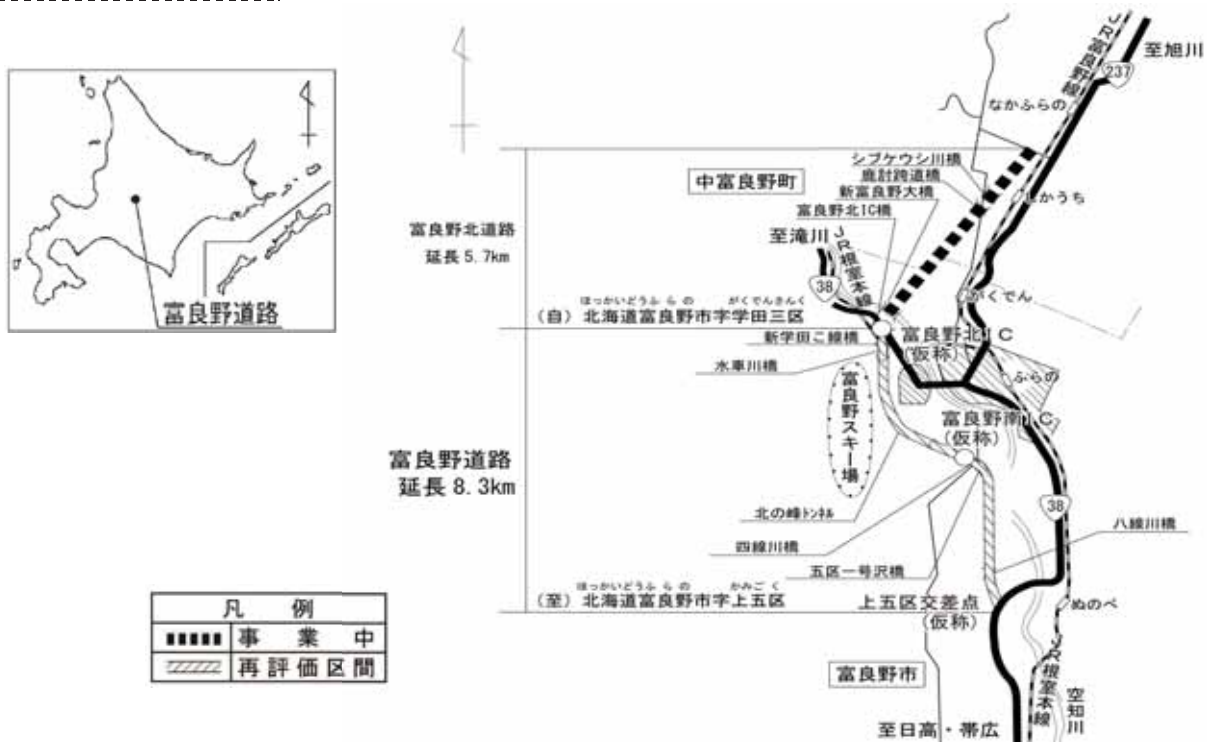 富良野道路
至旭川
JR富良野線
237
なかふらの
シブケウシ川橋
鹿討跨道橋
中富良野町
新富良野大橋
しかうち
富良野北IC橋
富良野北道路
延長 5.7km
至滝川
JR根室本線
38
がくでん
ほっかいどうふらの がくでんさんく
(自) 北海道富良野市字学田三区
新学田こ線橋
富良野北IC
(仮称)
水車川橋
ふらの
富良野スキー場
富良野南IC
(仮称)
富良野道路
延長 8.3km
38
北の峰トンネル
八線川橋
四線川橋
五区一号沢橋
ほっかいどうふらの かみごく
(至) 北海道富良野市字上五区
上五区交差点
(仮称)
ぬのべ
凡 例
事 業 中
再評価区間
富良野市
JR根室本線
空知川
至日高・帯広